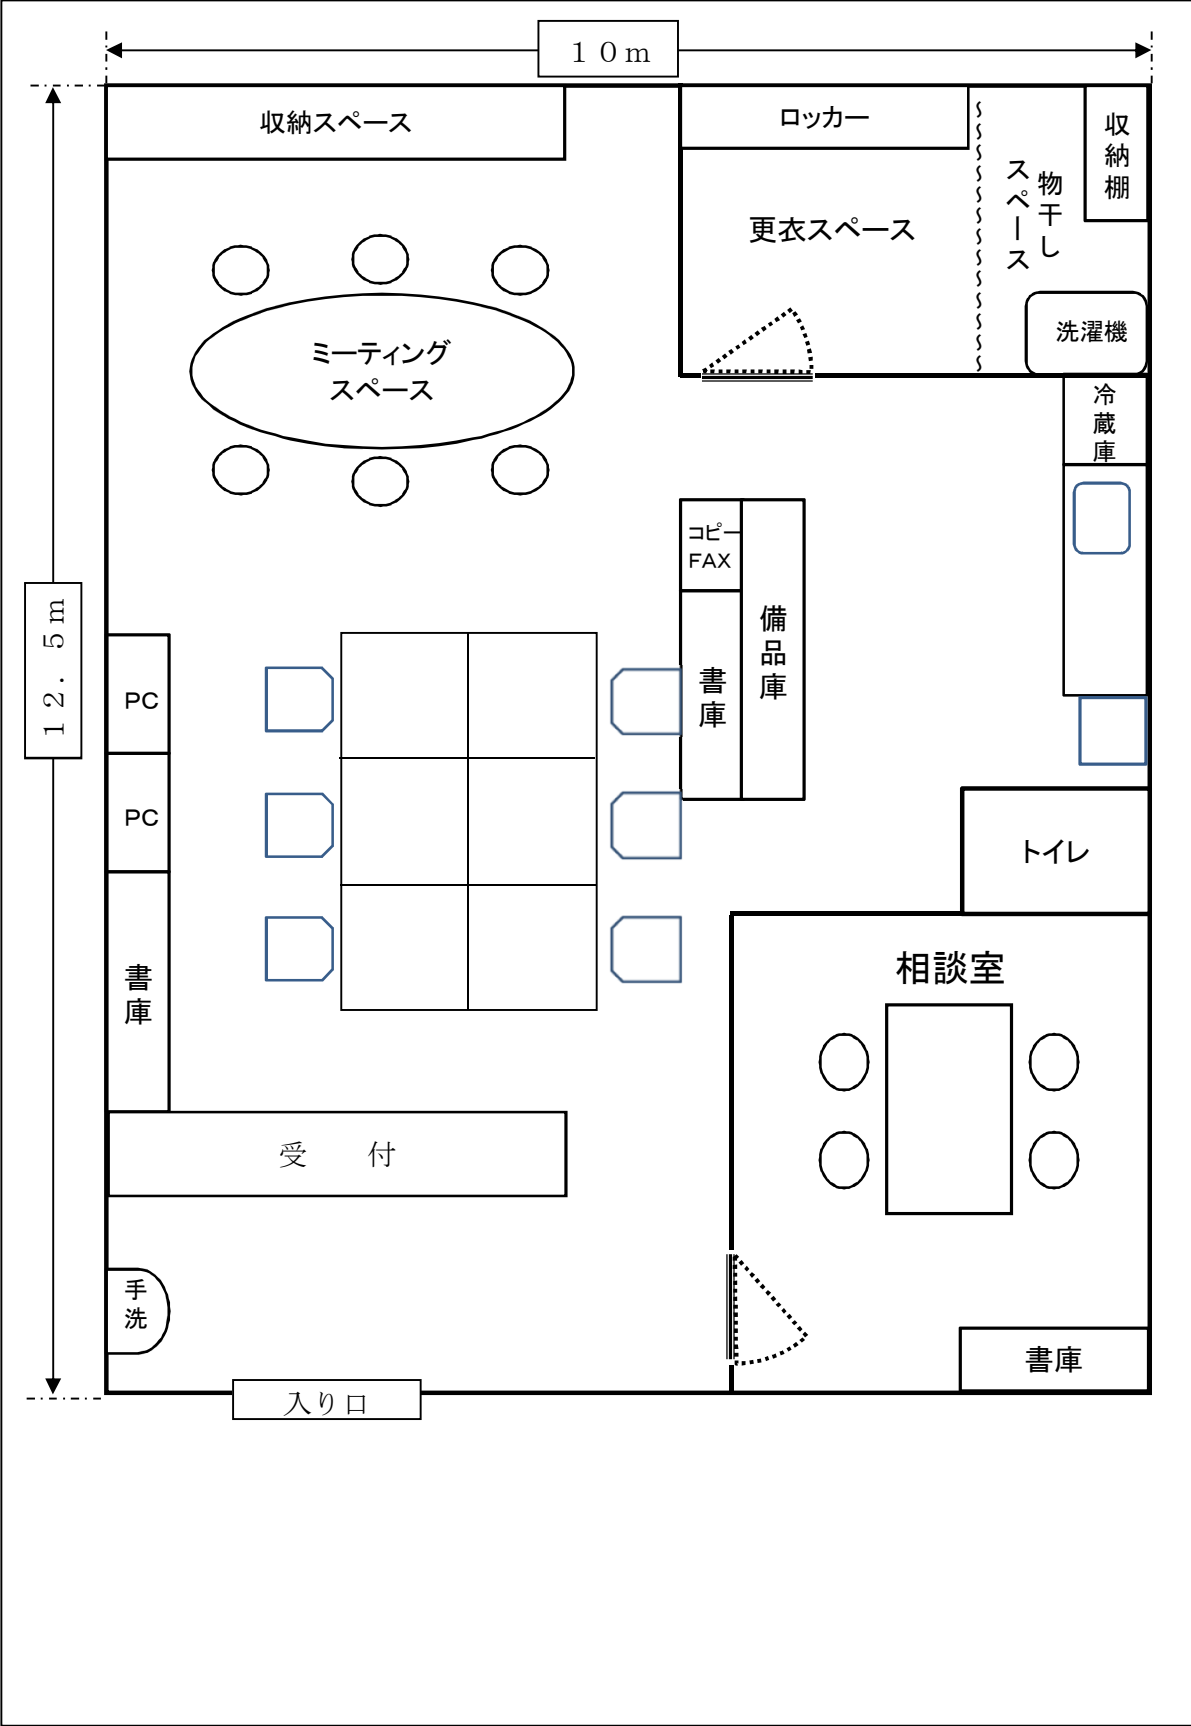 １０ｍ
１２．５ｍ
収納スペース
ロッカー
収納棚
物干し
スペース
更衣スペース
洗濯機
ミーティング
スペース
冷蔵庫
コピー
FAX
備品庫
書庫
PC
PC
書庫
トイレ
相談室
受　付
手洗
書庫
入り口